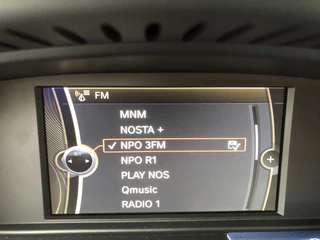 FM
MNM
NOSTA +
NPO 3FM
NPO R1
PLAY NOS
Qmusic
RADIO 1